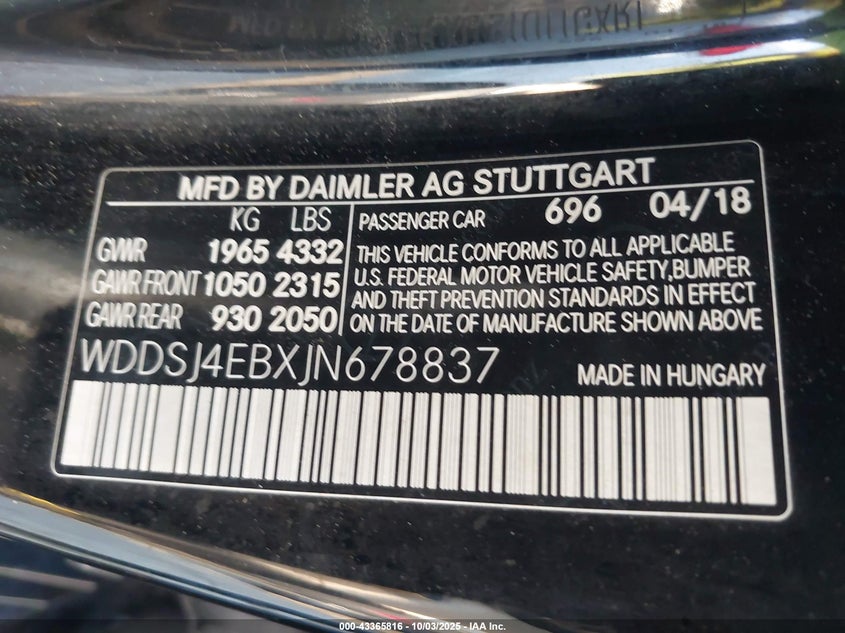 MFD BY DAIMLER AG STUTTGART
KG LBS
GVWR 1965 4332
GAWR FRONT 1050 2315
GAWR REAR 930 2050
PASSENGER CAR 696 04/18
THIS VEHICLE CONFORMS TO ALL APPLICABLE
U.S. FEDERAL MOTOR VEHICLE SAFETY,BUMPER
AND THEFT PREVENTION STANDARDS IN EFFECT
ON THE DATE OF MANUFACTURE SHOWN ABOVE
WDDSJ4EBXJN678837
MADE IN HUNGARY
000-43365816 - 10/03/2025 - IAA Inc.